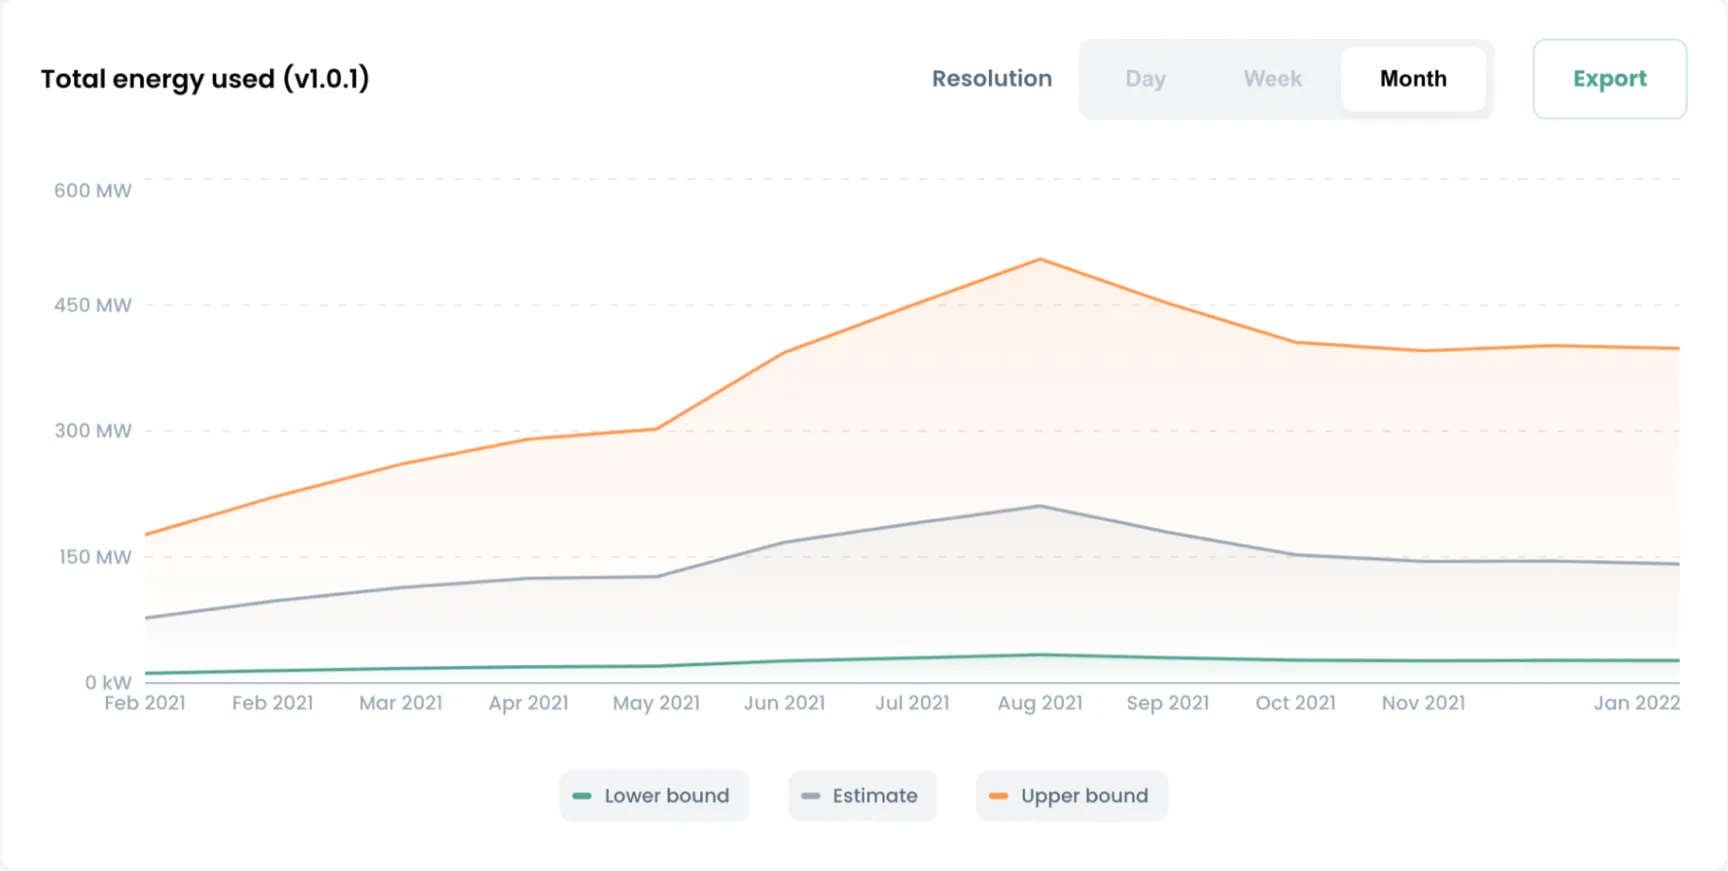 Total energy used (v1.0.1)
Resolution
Day
Week
Month
Export
600 MW
450 MW
300 MW
150 MW
0 kW
Feb 2021
Feb 2021
Mar 2021
Apr 2021
May 2021
Jun 2021
Jul 2021
Aug 2021
Sep 2021
Oct 2021
Nov 2021
Jan 2022
Lower bound
Estimate
Upper bound